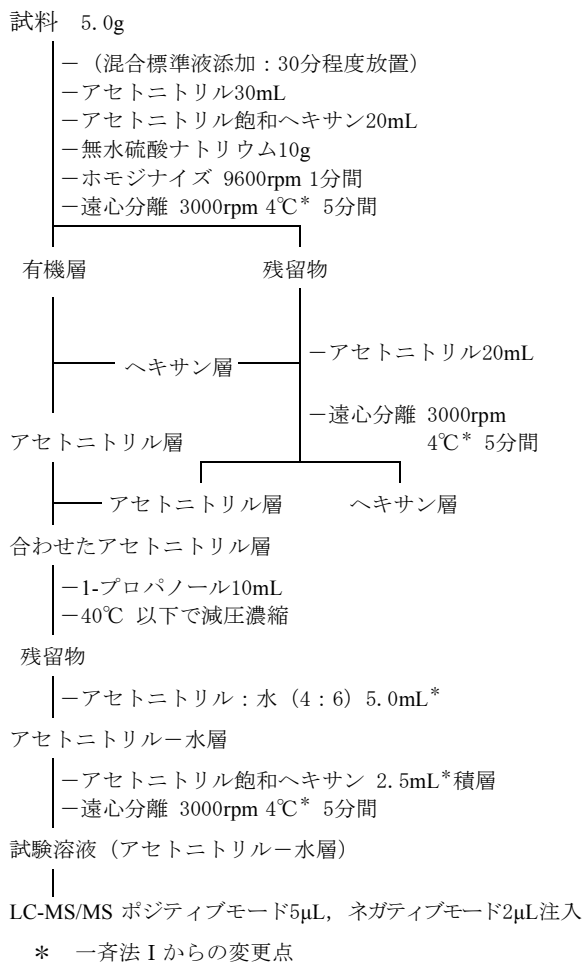 試料　5.0g
－（混合標準液添加：30分程度放置）
－アセトニトリル30mL
－アセトニトリル飽和ヘキサン20mL
－無水硫酸ナトリウム10g
－ホモジナイズ 9600rpm 1分間
－遠心分離 3000rpm 4℃* 5分間
有機層
残留物
－アセトニトリル20mL
ヘキサン層
－遠心分離 3000rpm
4℃* 5分間
アセトニトリル層
アセトニトリル層
ヘキサン層
合わせたアセトニトリル層
－1-プロパノール10mL
－40℃ 以下で減圧濃縮
残留物
－アセトニトリル：水（4：6）5.0mL*
アセトニトリル－水層
－アセトニトリル飽和ヘキサン 2.5mL*積層
－遠心分離 3000rpm 4℃* 5分間
試験溶液（アセトニトリル－水層）
LC-MS/MS ポジティブモード5μL，ネガティブモード2μL注入
＊　一斉法Ⅰからの変更点